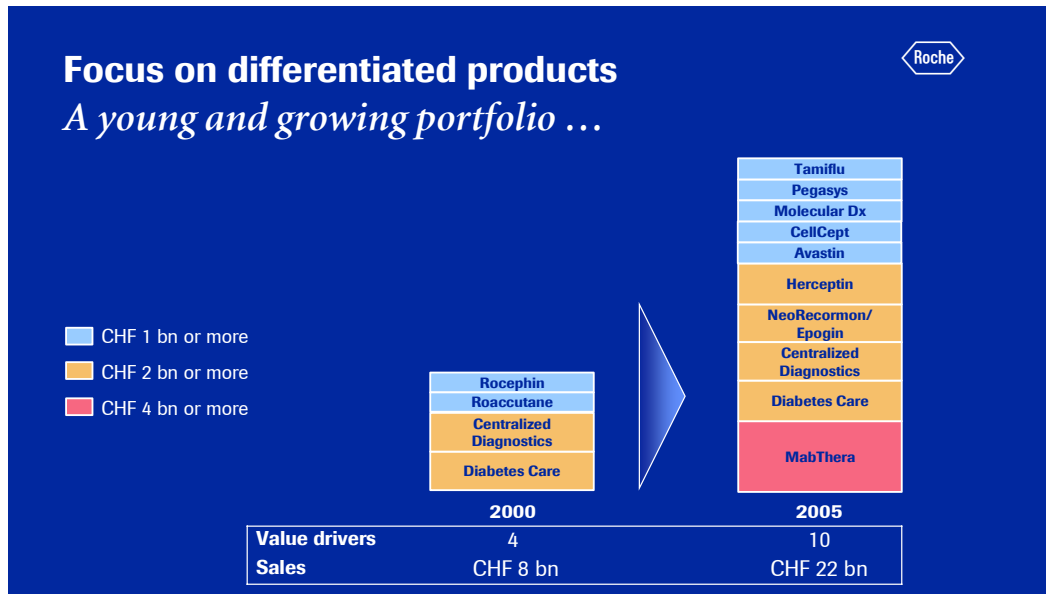 Focus on differentiated products
A young and growing portfolio …
Roche
CHF 1 bn or more
CHF 2 bn or more
CHF 4 bn or more
Rocephin
Roaccutane
Centralized
Diagnostics
Diabetes Care
Tamiflu
Pegasys
Molecular Dx
CellCept
Avastin
Herceptin
NeoRecormon/
Epogin
Centralized
Diagnostics
Diabetes Care
MabThera
2000 2005
Value drivers 4 10
Sales CHF 8 bn CHF 22 bn